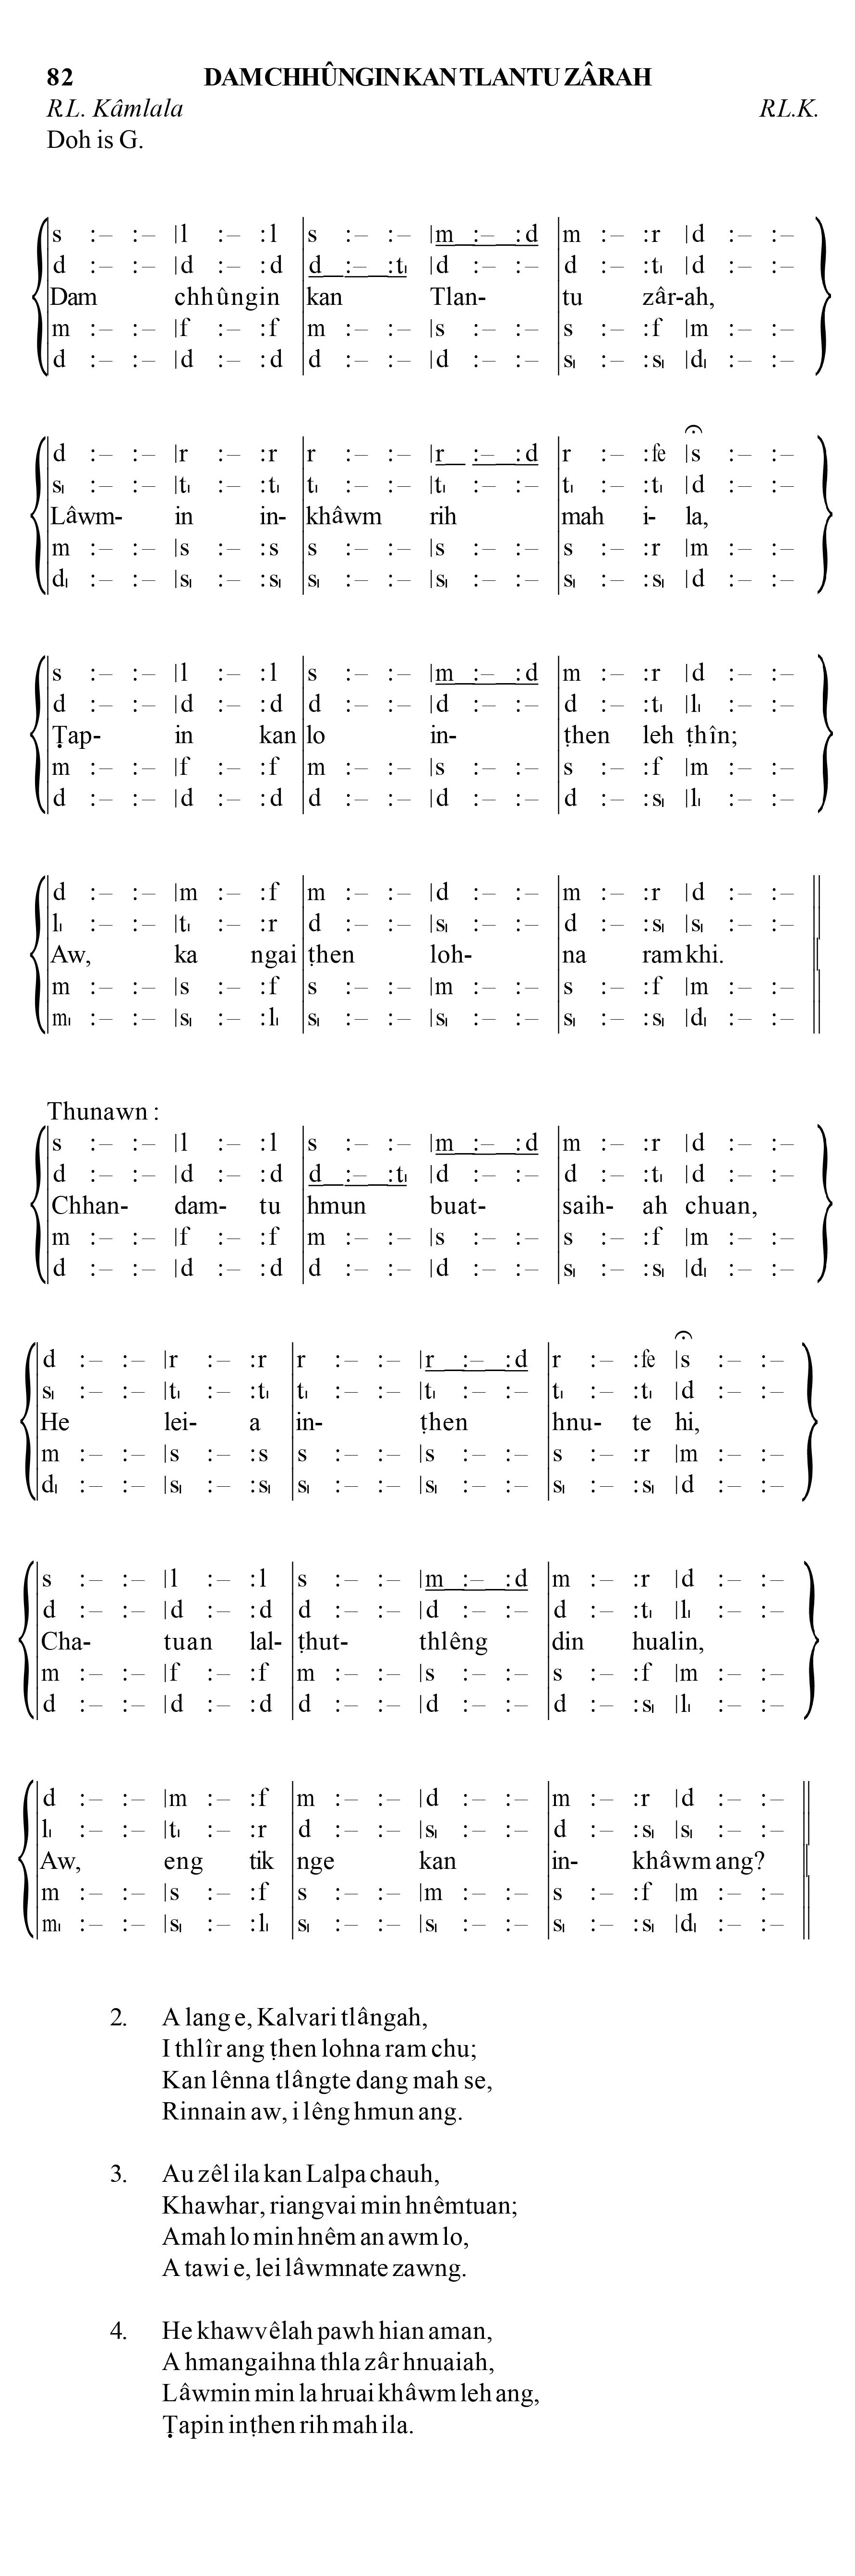 82 DAM CHHÛNGIN KAN TLANTU ZÂRAH
R.L. Kâmlala R.L.K.
Doh is G.
s :– :– |l :– :l |s :– :– |m :– :d |m :– :r |d :– :–
d :– :– |d :– :d |d :– :t₁ |d :– :– |d :– :t₁ |d :– :–
Dam chhûngin kan Tlan- tu zâr-ah,
m :– :– |f :– :f |m :– :– |s :– :– |s :– :f |m :– :–
d :– :– |d :– :d |d :– :– |d :– :– |s₁ :– :s₁ |d₁ :– :–
d :– :– |r :– :r |r :– :– |r :– :d |r :– :fe |s :– :–
s₁ :– :– |t₁ :– :t₁ |t₁ :– :– |t₁ :– :– |t₁ :– :t₁ |d :– :–
Lâwm- in in- khâwm rih mah i- la,
m :– :– |s :– :s |s :– :– |s :– :– |s :– :r |m :– :–
d₁ :– :– |s₁ :– :s₁ |s₁ :– :– |s₁ :– :– |s₁ :– :s₁ |d :– :–
s :– :– |l :– :l |s :– :– |m :– :d |m :– :r |d :– :–
d :– :– |d :– :d |d :– :– |d :– :– |d :– :t₁ |l₁ :– :–
Ṭap- in kan lo in- ṭhen leh ṭhîn;
m :– :– |f :– :f |m :– :– |s :– :– |s :– :f |m :– :–
d :– :– |d :– :d |d :– :– |d :– :– |d :– :s₁ |l₁ :– :–
d :– :– |m :– :f |m :– :– |d :– :– |m :– :r |d :– :–
l₁ :– :– |t₁ :– :r |d :– :– |s₁ :– :– |d :– :s₁ |s₁ :– :–
Aw, ka ngai ṭhen loh- na ram khi.
m :– :– |s :– :f |s :– :– |m :– :– |s :– :f |m :– :–
m₁ :– :– |s₁ :– :l₁ |s₁ :– :– |s₁ :– :– |s₁ :– :s₁ |d₁ :– :–
Thunawn :
s :– :– |l :– :l |s :– :– |m :– :d |m :– :r |d :– :–
d :– :– |d :– :d |d :– :t₁ |d :– :– |d :– :t₁ |d :– :–
Chhan- dam- tu hmun buat- saih- ah chuan,
m :– :– |f :– :f |m :– :– |s :– :– |s :– :f |m :– :–
d :– :– |d :– :d |d :– :– |d :– :– |s₁ :– :s₁ |d₁ :– :–
d :– :– |r :– :r |r :– :– |r :– :d |r :– :fe |s :– :–
s₁ :– :– |t₁ :– :t₁ |t₁ :– :– |t₁ :– :– |t₁ :– :t₁ |d :– :–
He lei- a in- ṭhen hnu- te hi,
m :– :– |s :– :s |s :– :– |s :– :– |s :– :r |m :– :–
d₁ :– :– |s₁ :– :s₁ |s₁ :– :– |s₁ :– :– |s₁ :– :s₁ |d :– :–
s :– :– |l :– :l |s :– :– |m :– :d |m :– :r |d :– :–
d :– :– |d :– :d |d :– :– |d :– :– |d :– :t₁ |l₁ :– :–
Cha- tuan lal- ṭhut- thlêng din hualin,
m :– :– |f :– :f |m :– :– |s :– :– |s :– :f |m :– :–
d :– :– |d :– :d |d :– :– |d :– :– |d :– :s₁ |l₁ :– :–
d :– :– |m :– :f |m :– :– |d :– :– |m :– :r |d :– :–
l₁ :– :– |t₁ :– :r |d :– :– |s₁ :– :– |d :– :s₁ |s₁ :– :–
Aw, eng tik nge kan in- khâwm ang?
m :– :– |s :– :f |s :– :– |m :– :– |s :– :f |m :– :–
m₁ :– :– |s₁ :– :l₁ |s₁ :– :– |s₁ :– :– |s₁ :– :s₁ |d₁ :– :–
2. A lang e, Kalvari tlângah,
I thlîr ang ṭhen lohna ram chu;
Kan lênna tlângte dang mah se,
Rinnain aw, i lêng hmun ang.
3. Au zêl ila kan Lalpa chauh,
Khawhar, riangvai min hnêmtuan;
Amah lo min hnêm an awm lo,
A tawi e, lei lâwmnate zawng.
4. He khawvêlah pawh hian aman,
A hmangaihna thla zâr hnuaiah,
Lâwmin min la hruai khâwm leh ang,
Ṭapin inṭhen rih mah ila.